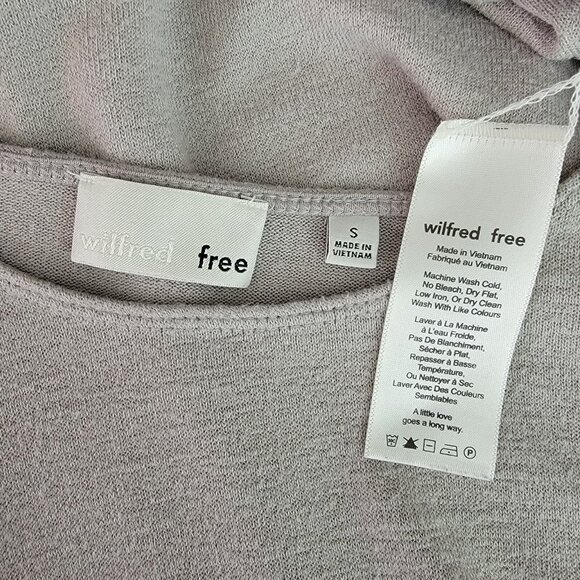 wilfred free
S
MADE IN
VIETNAM
wilfred free
Made in Vietnam
Fabriqué au Vietnam
Machine Wash Cold,
No Bleach, Dry Flat,
Low Iron, Or Dry Clean
Wash With Like Colours
Laver à La Machine
à L'eau Froide,
Pas De Blanchiment,
Sécher à Plat,
Repasser à Basse
Température,
Ou Nettoyer à Sec
Laver Avec Des Couleurs
Semblables
A little love
goes a long way.
P